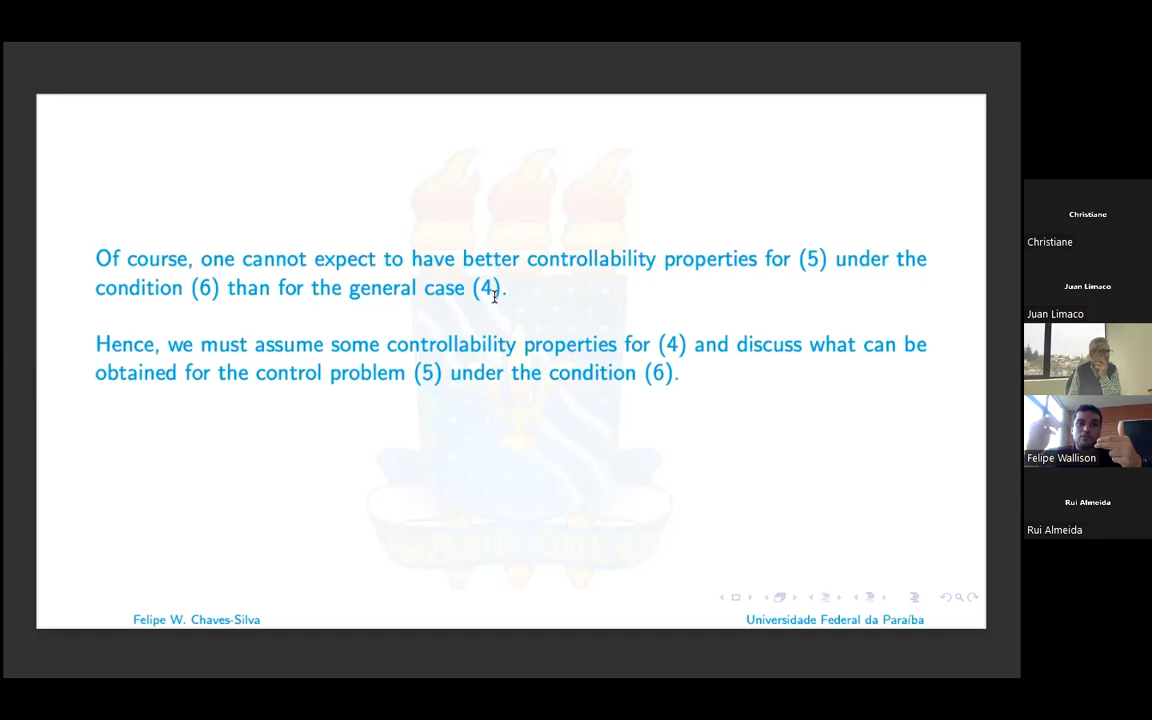 Of course, one cannot expect to have better controllability properties for (5) under the
condition (6) than for the general case (4).
Hence, we must assume some controllability properties for (4) and discuss what can be
obtained for the control problem (5) under the condition (6).
Felipe W. Chaves-Silva
Universidade Federal da Paraíba
Christiane
Christiane
Juan Limaco
Juan Limaco
Felipe Wallison
Rui Almeida
Rui Almeida